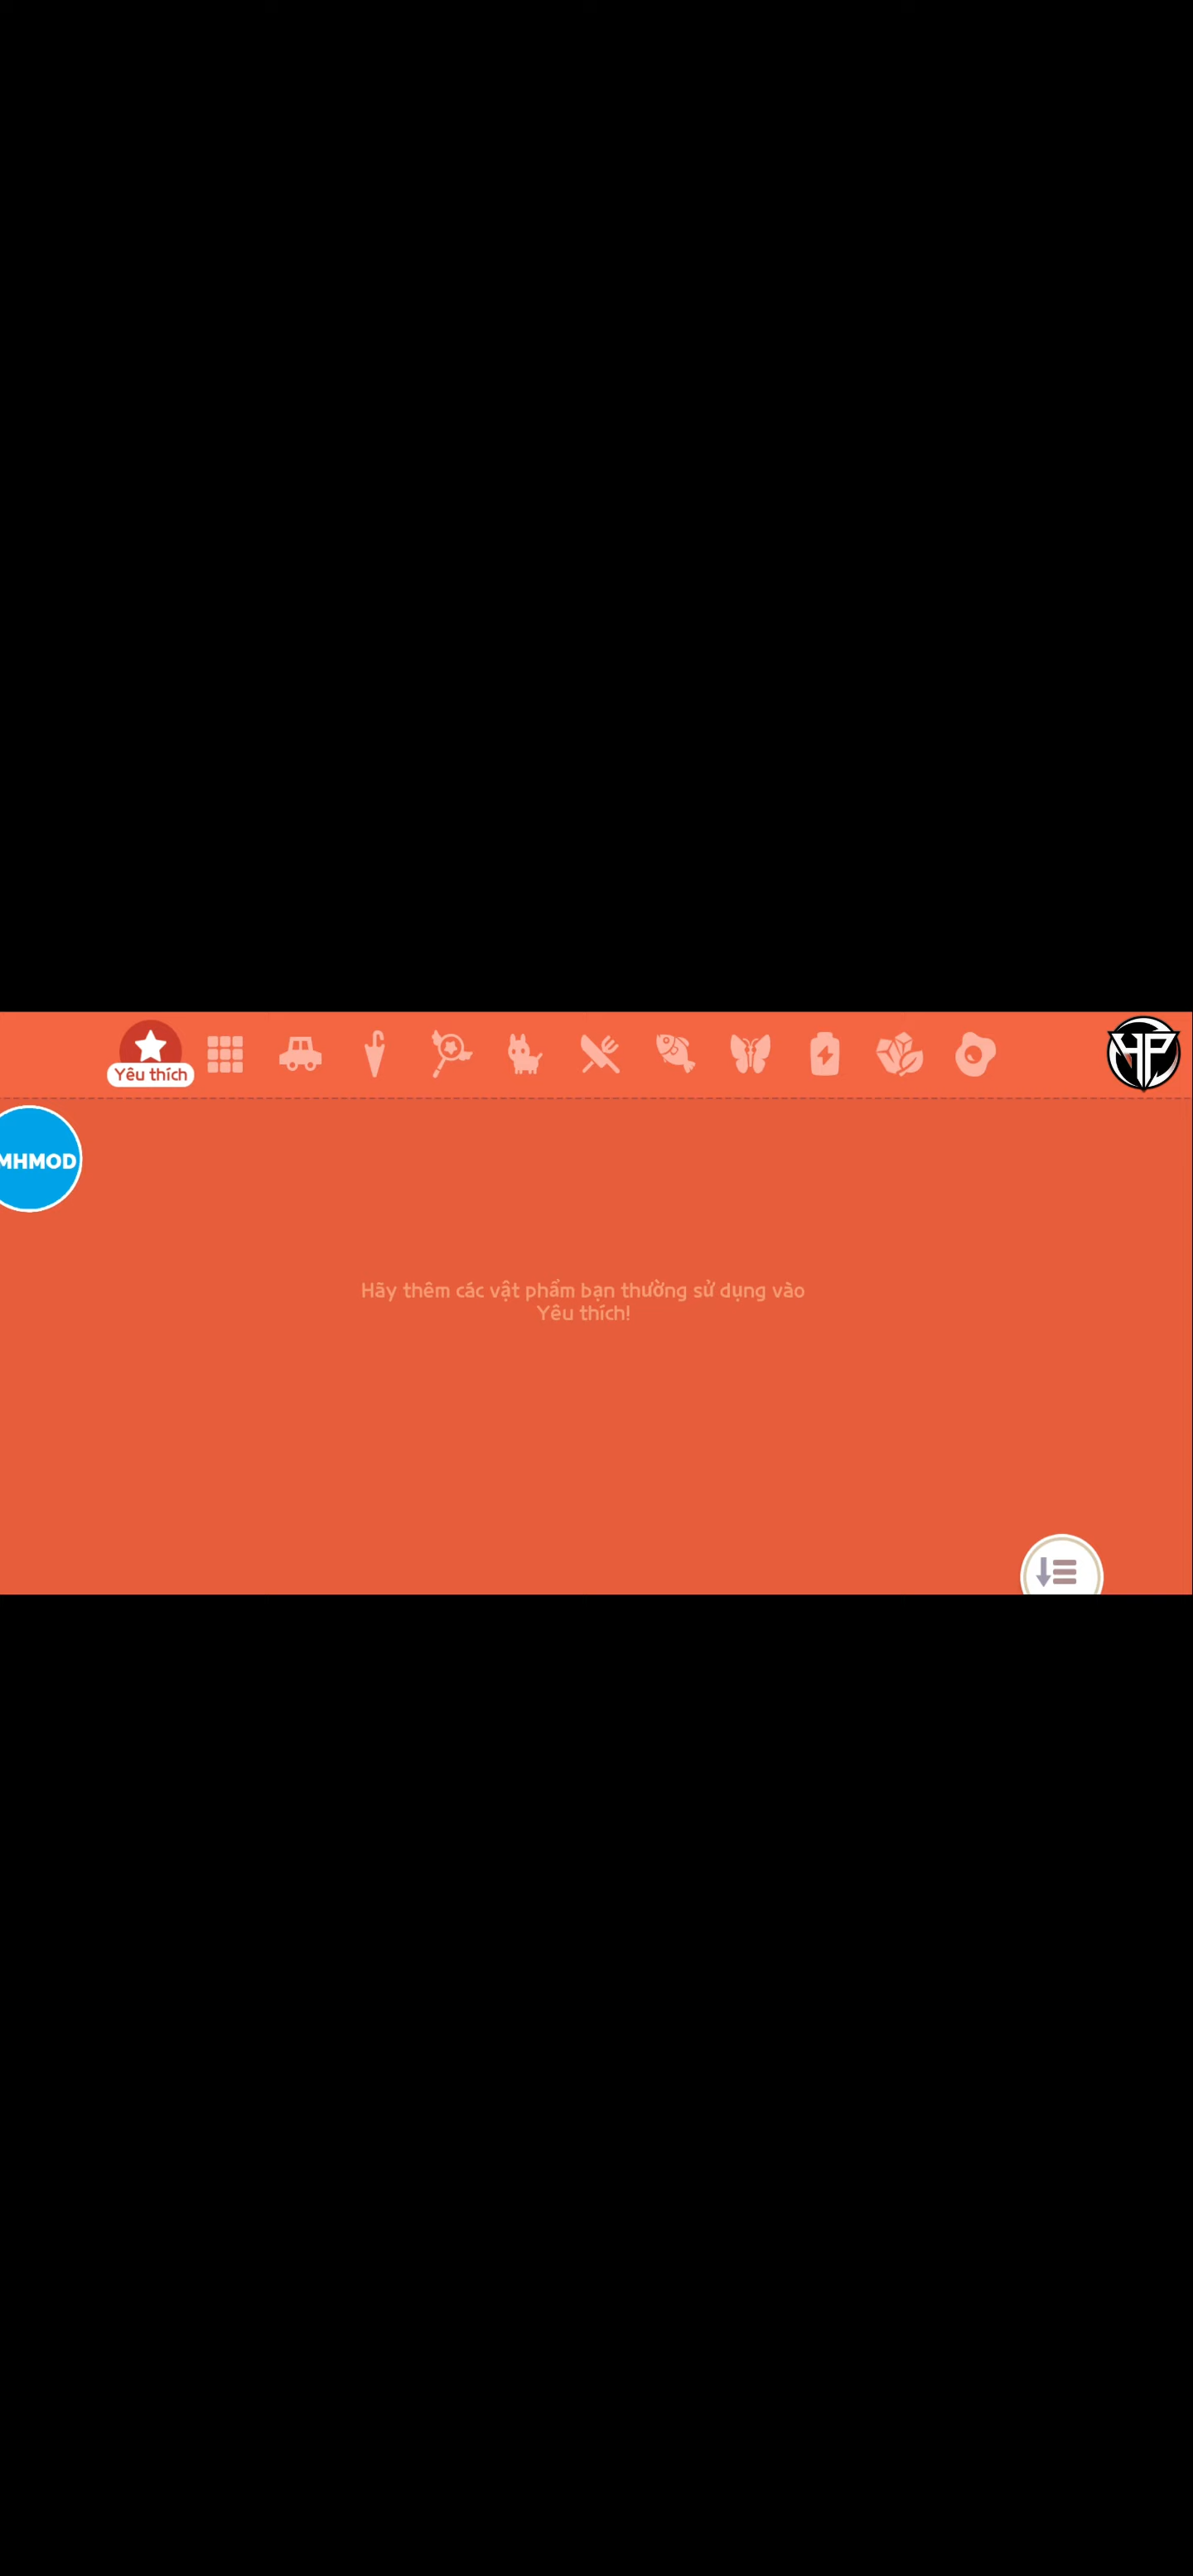 Yêu thích
MHMOD
Hãy thêm các vật phẩm bạn thường sử dụng vào
Yêu thích!